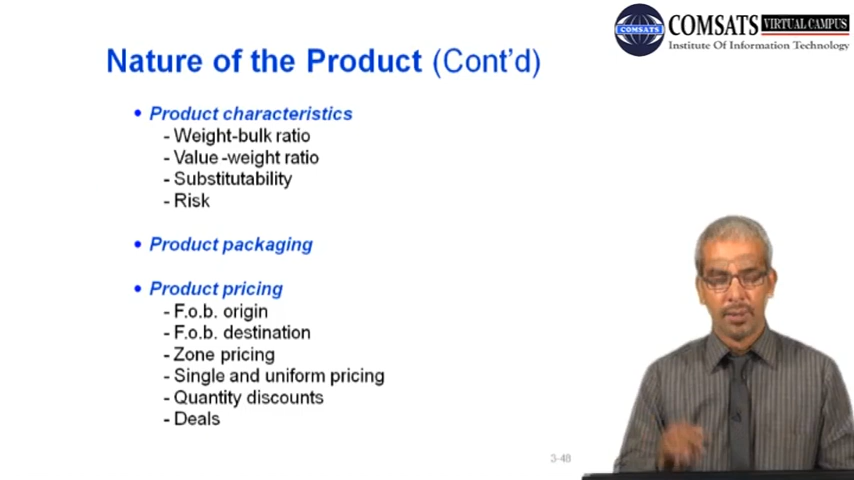 COMSATS VIRTUAL CAMPUS
COMSATS
Institute Of Information Technology
Nature of the Product (Cont'd)
• Product characteristics
- Weight-bulk ratio
- Value -weight ratio
- Substitutability
- Risk
• Product packaging
• Product pricing
- F.o.b. origin
- F.o.b. destination
- Zone pricing
- Single and uniform pricing
- Quantity discounts
- Deals
3-48